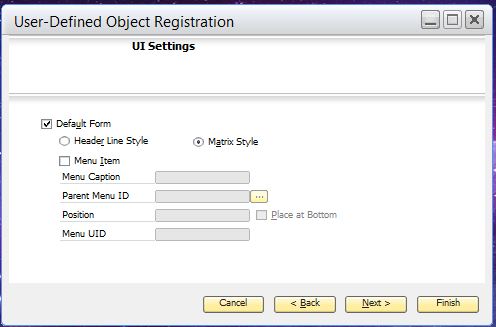 User-Defined Object Registration
UI Settings
Default Form
Header Line Style Matrix Style
Menu Item
Menu Caption
Parent Menu ID ...
Position Place at Bottom
Menu UID
Cancel < Back Next > Finish